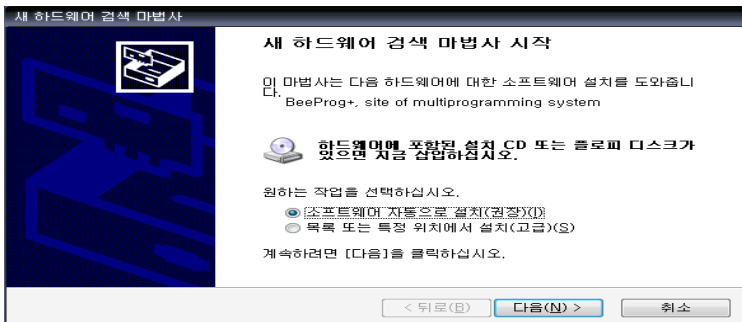 새 하드웨어 검색 마법사
새 하드웨어 검색 마법사 시작
이 마법사는 다음 하드웨어에 대한 소프트웨어 설치를 도와줍니
다.
BeeProg+, site of multiprogramming system
하드웨어에 포함된 설치 CD 또는 플로피 디스크가
있으면 지금 삽입하십시오.
원하는 작업을 선택하십시오.
소프트웨어 자동으로 설치(권장)(I)
목록 또는 특정 위치에서 설치(고급)(S)
계속하려면 [다음]을 클릭하십시오.
< 뒤로(B) 다음(N) > 취소